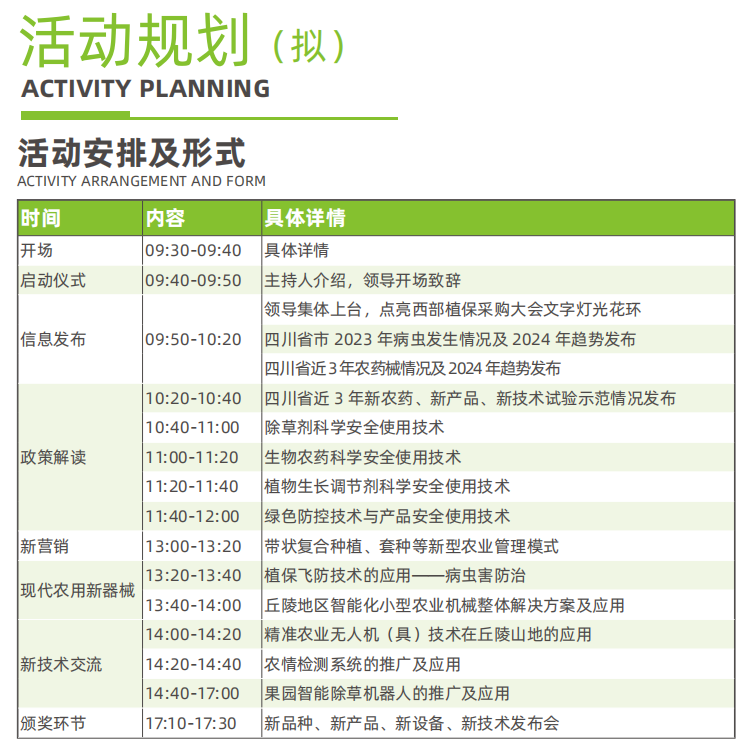 活动规划（拟）
ACTIVITY PLANNING
活动安排及形式
ACTIVITY ARRANGEMENT AND FORM
时间 内容 具体详情
开场 09:30-09:40 具体详情
启动仪式 09:40-09:50 主持人介绍，领导开场致辞
信息发布 09:50-10:20 领导集体上台，点亮西部植保采购大会文字灯光花环
四川省市 2023 年病虫发生情况及 2024 年趋势发布
四川省近3年农药械情况及2024年趋势发布
政策解读 10:20-10:40 四川省近 3 年新农药、新产品、新技术试验示范情况发布
10:40-11:00 除草剂科学安全使用技术
11:00-11:20 生物农药科学安全使用技术
11:20-11:40 植物生长调节剂科学安全使用技术
11:40-12:00 绿色防控技术与产品安全使用技术
新营销 13:00-13:20 带状复合种植、套种等新型农业管理模式
现代农用新器械 13:20-13:40 植保飞防技术的应用——病虫害防治
13:40-14:00 丘陵地区智能化小型农业机械整体解决方案及应用
新技术交流 14:00-14:20 精准农业无人机（具）技术在丘陵山地的应用
14:20-14:40 农情检测系统的推广及应用
14:40-17:00 果园智能除草机器人的推广及应用
颁奖环节 17:10-17:30 新品种、新产品、新设备、新技术发布会